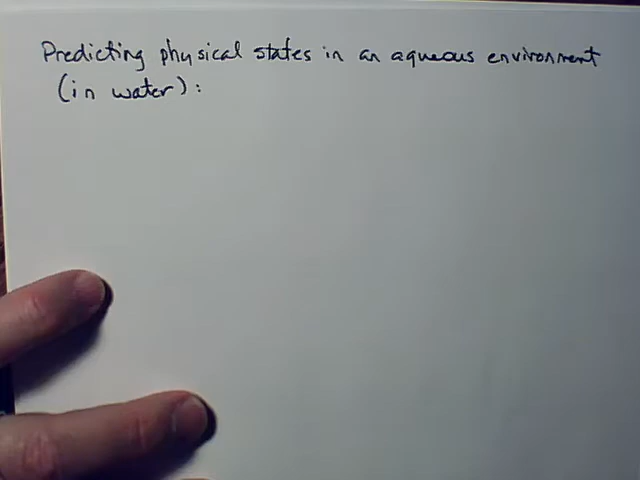 Predicting physical states in an aqueous environment
(in water):